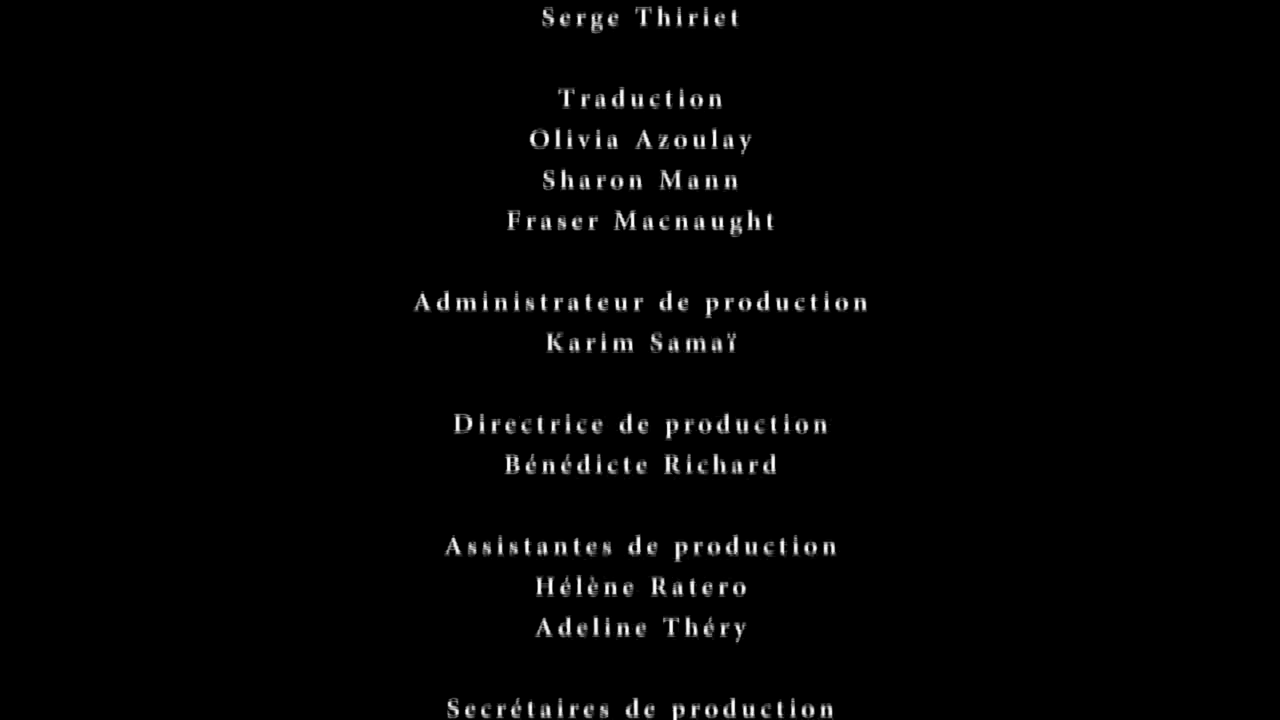 Serge Thiriet
Traduction
Olivia Azoulay
Sharon Mann
Fraser Macnaught
Administrateur de production
Karim Samaï
Directrice de production
Bénédicte Richard
Assistantes de production
Hélène Ratero
Adeline Théry
Secrétaires de production